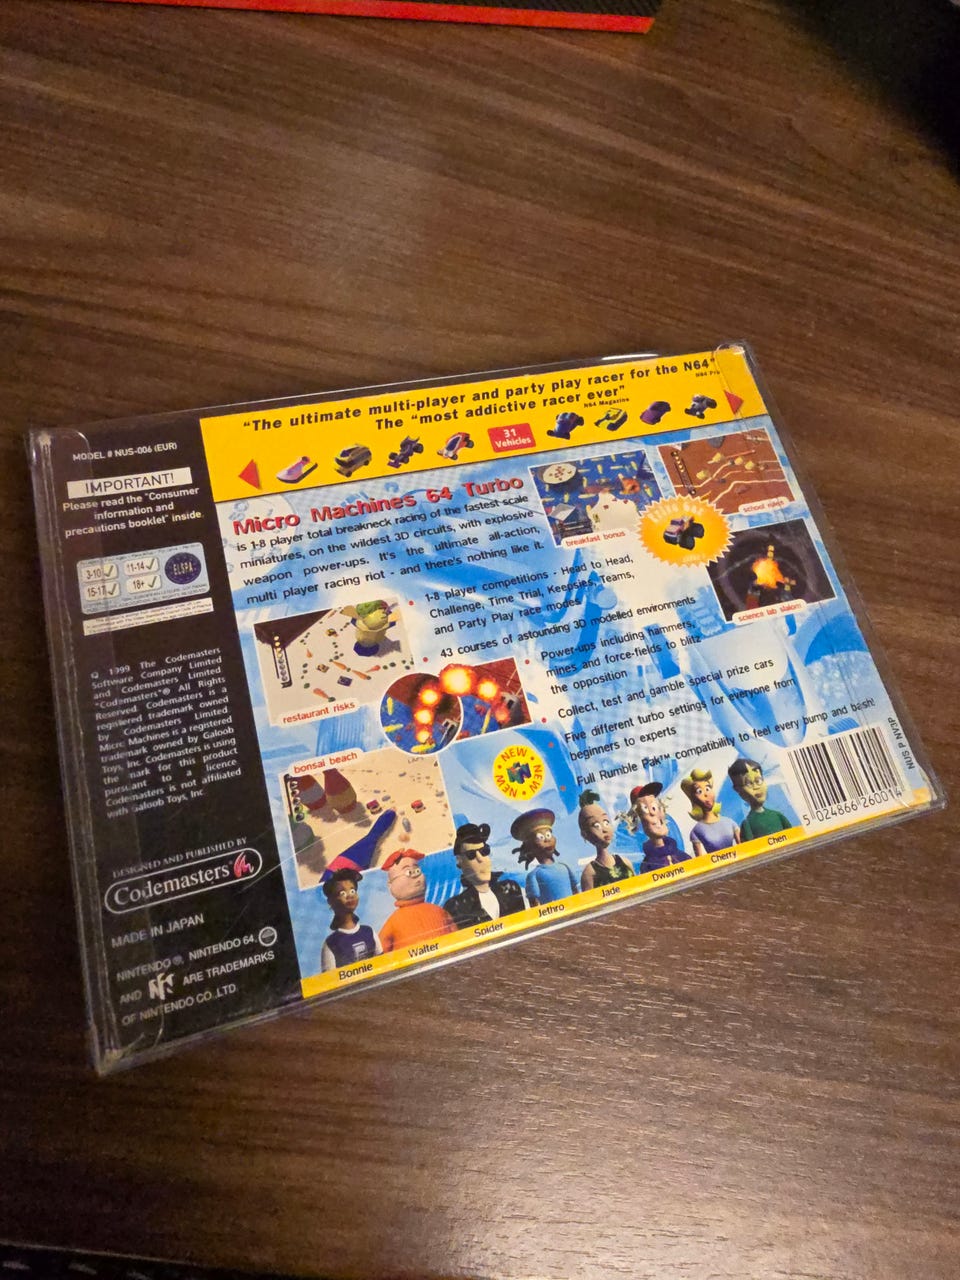 MODEL # NUS-006 (EUR)
IMPORTANT!
Please read the "Consumer
information and
precautions booklet" inside.
3-10
11-14
15-17
18+
ELSPA
© 1999 The Codemasters
Software Company Limited
and Codemasters Limited
"Codemasters"® All Rights
Reserved. Codemasters is a
registered trademark owned
by Codemasters Limited.
Micro Machines is a registered
trademark owned by Galoob
Toys, Inc. Codemasters is using
the mark for this product
pursuant to a licence.
Codemasters is not affiliated
with Galoob Toys, Inc.
DESIGNED AND PUBLISHED BY
Codemasters®
MADE IN JAPAN
NINTENDO ®, NINTENDO 64,
AND ARE TRADEMARKS
OF NINTENDO CO., LTD.
"The ultimate multi-player and party play racer for the N64"
N64 Pro
The "most addictive racer ever"
N64 Magazine
31
Vehicles
Micro Machines 64 Turbo
is 1-8 player total breakneck racing of the fastest scale
miniatures, on the wildest 3D circuits, with explosive
weapon power-ups. It's the ultimate all-action,
multi player racing riot - and there's nothing like it.
breakfast bonus
school rules
science lab slalom
restaurant risks
bonsai beach
• 1-8 player competitions - Head to Head,
Challenge, Time Trial, Keepsies, Teams,
and Party Play race modes
• 43 courses of astounding 3D modelled environments
• Power-ups including hammers,
mines and force-fields to blitz
the opposition
• Collect, test and gamble special prize cars
• Five different turbo settings for everyone from
beginners to experts
• Full Rumble Pak™ compatibility to feel every bump and bash!
NEW NEW NEW NEW
Bonnie
Walter
Spider
Jethro
Jade
Dwayne
Cherry
Chen
5 024866 260014
NUS P NV3P